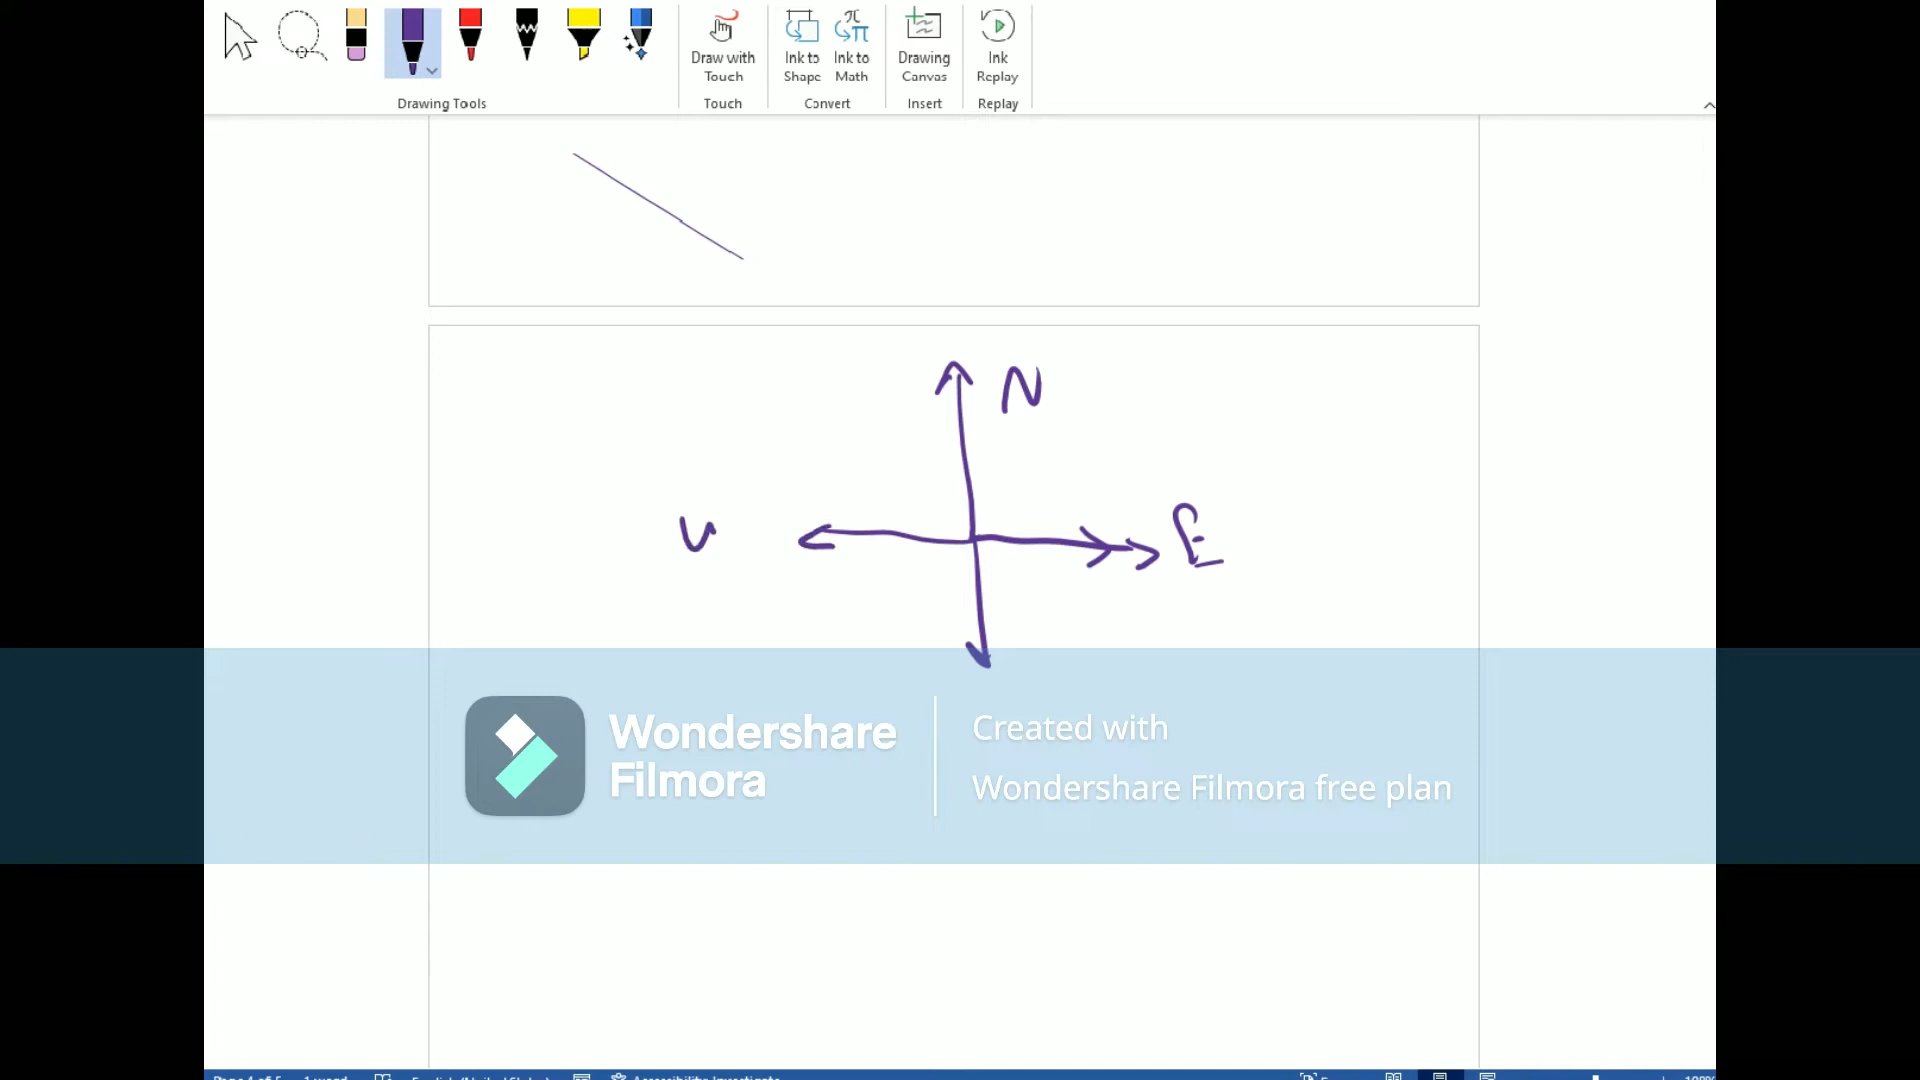 Draw with Touch
Ink to Shape
Ink to Math
Drawing Canvas
Ink Replay
Drawing Tools
Touch
Convert
Insert
Replay
N
E
Wondershare
Filmora
Created with
Wondershare Filmora free plan